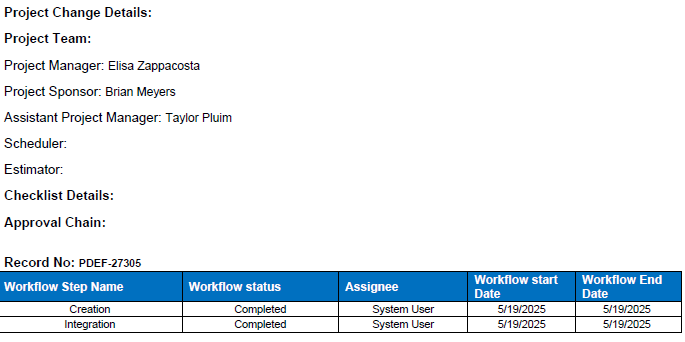 Project Change Details:
Project Team:
Project Manager: Elisa Zappacosta
Project Sponsor: Brian Meyers
Assistant Project Manager: Taylor Pluim
Scheduler:
Estimator:
Checklist Details:
Approval Chain:
Record No: PDEF-27305
Workflow Step Name Workflow status Assignee Workflow start Date Workflow End Date
Creation Completed System User 5/19/2025 5/19/2025
Integration Completed System User 5/19/2025 5/19/2025